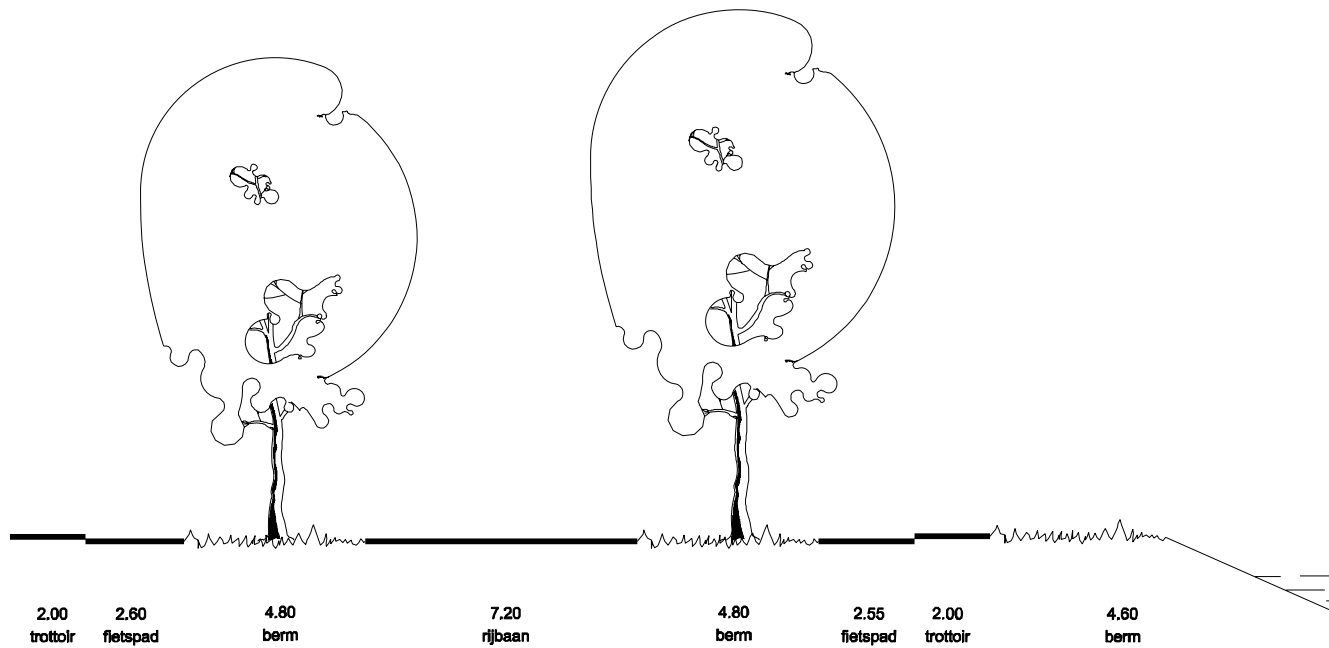 2.00 2.60 4.80 7.20 4.80 2.55 2.00 4.60
trottoir fietspad berm rijbaan berm fietspad trottoir berm